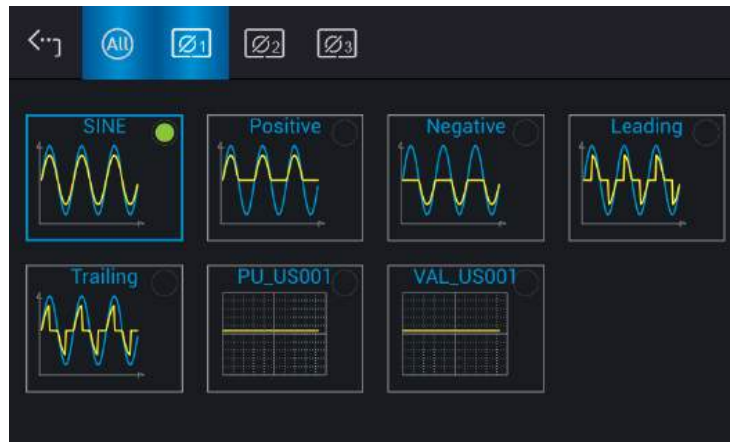 All Ø1 Ø2 Ø3
SINE Positive Negative Leading
Trailing PU_US001 VAL_US001